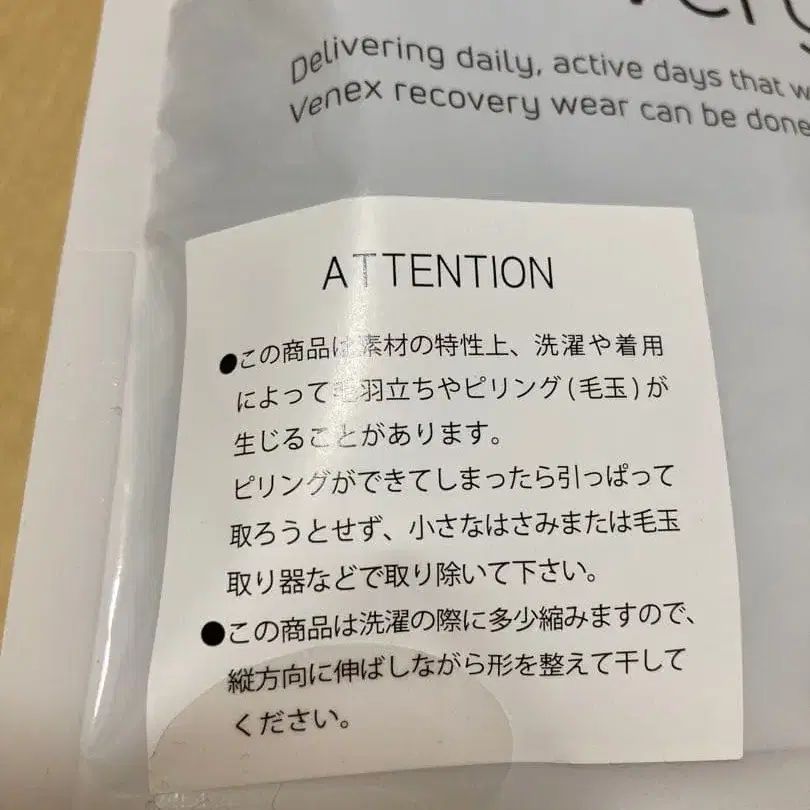 Delivering daily, active days that
Venex recovery wear can be done
ATTENTION
●この商品は素材の特性上、洗濯や着用
によって毛羽立ちやピリング(毛玉)が
生じることがあります。
ピリングができてしまったら引っぱって
取ろうとせず、小さなはさみまたは毛玉
取り器などで取り除いて下さい。
●この商品は洗濯の際に多少縮みますので、
縦方向に伸ばしながら形を整えて干して
ください。